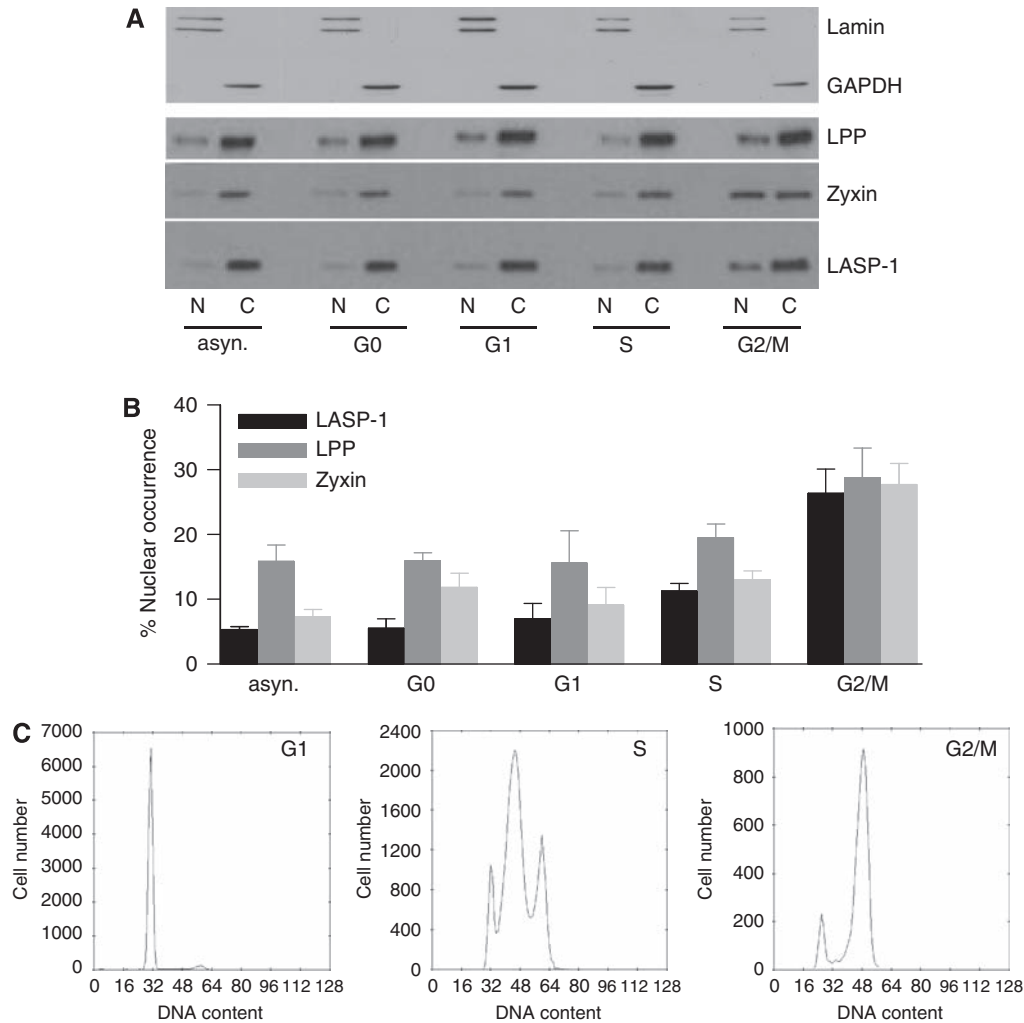 A
Lamin
GAPDH
LPP
Zyxin
LASP-1
N C N C N C N C N C
asyn. G0 G1 S G2/M
B
% Nuclear occurrence
40
30
20
10
0
LASP-1
LPP
Zyxin
asyn. G0 G1 S G2/M
C
G1
Cell number
7000
6000
5000
4000
3000
2000
1000
0
0 16 32 48 64 80 96 112 128
DNA content
S
Cell number
2400
2000
1600
1200
800
400
0
0 16 32 48 64 80 96 112 128
DNA content
G2/M
Cell number
1000
800
600
400
200
0
0 16 32 48 64 80 96 112 128
DNA content